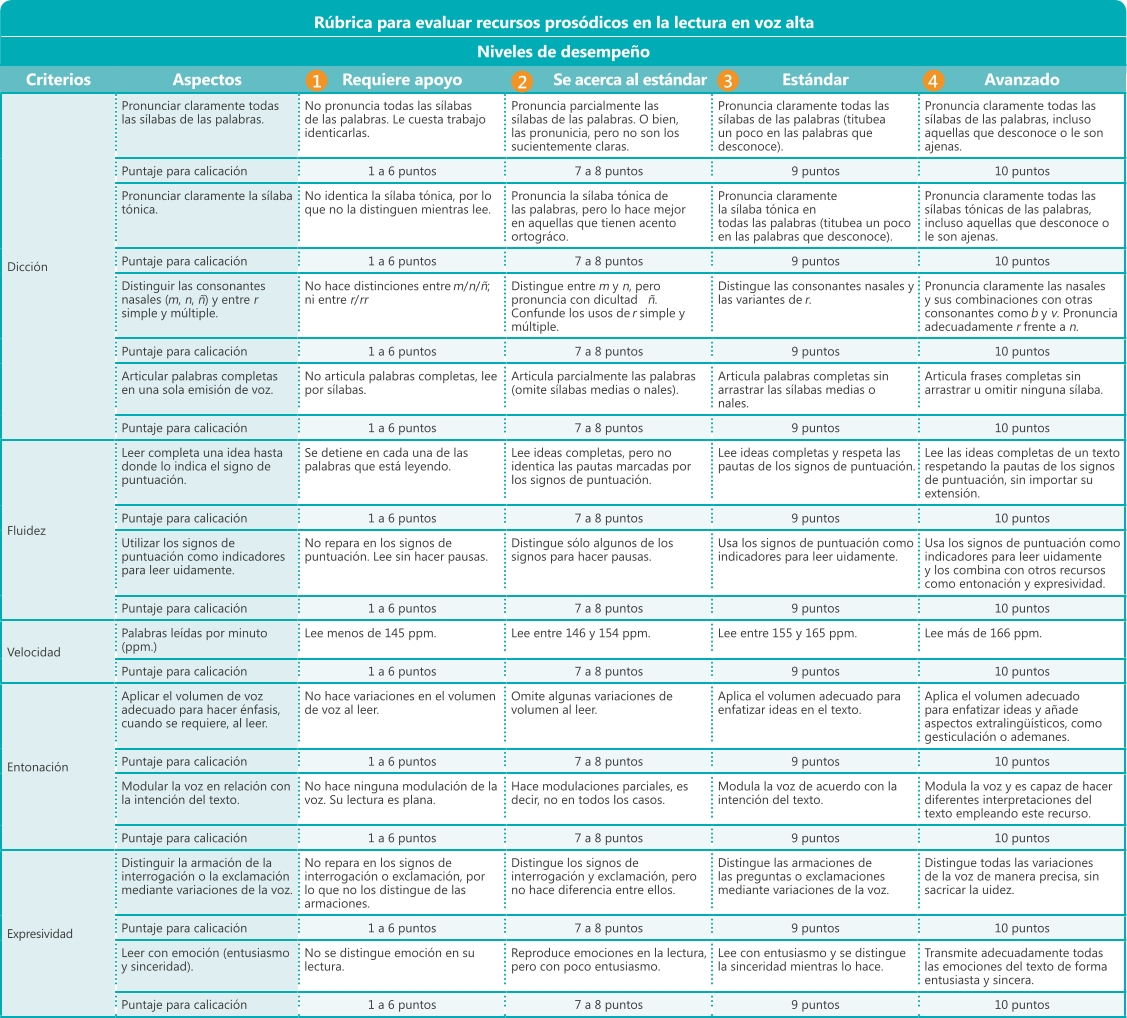 Rúbrica para evaluar recursos prosódicos en la lectura en voz alta
Niveles de desempeño
Criterios
Aspectos
1 Requiere apoyo
2 Se acerca al estándar
3 Estándar
4 Avanzado
Dicción
Pronunciar claramente todas
las sílabas de las palabras.
No pronuncia todas las sílabas
de las palabras. Le cuesta trabajo
identicarlas.
Pronuncia parcialmente las
sílabas de las palabras. O bien,
las pronunicia, pero no son los
sucientemente claras.
Pronuncia claramente todas las
sílabas de las palabras (titubea
un poco en las palabras que
desconoce).
Pronuncia claramente todas las
sílabas de las palabras, incluso
aquellas que desconoce o le son
ajenas.
Puntaje para calicación
1 a 6 puntos
7 a 8 puntos
9 puntos
10 puntos
Pronunciar claramente la sílaba
tónica.
No identica la sílaba tónica, por lo
que no la distinguen mientras lee.
Pronuncia la sílaba tónica de
las palabras, pero lo hace mejor
en aquellas que tienen acento
ortográco.
Pronuncia claramente
la sílaba tónica en
todas las palabras (titubea un poco
en las palabras que desconoce).
Pronuncia claramente todas las
sílabas tónicas de las palabras,
incluso aquellas que desconoce o
le son ajenas.
Puntaje para calicación
1 a 6 puntos
7 a 8 puntos
9 puntos
10 puntos
Distinguir las consonantes
nasales (m, n, ñ) y entre r
simple y múltiple.
No hace distinciones entre m/n/ñ;
ni entre r/rr
Distingue entre m y n, pero
pronuncia con dicultad ñ.
Confunde los usos de r simple y
múltiple.
Distingue las consonantes nasales y
las variantes de r.
Pronuncia claramente las nasales
y sus combinaciones con otras
consonantes como b y v. Pronuncia
adecuadamente r frente a n.
Puntaje para calicación
1 a 6 puntos
7 a 8 puntos
9 puntos
10 puntos
Articular palabras completas
en una sola emisión de voz.
No articula palabras completas, lee
por sílabas.
Articula parcialmente las palabras
(omite sílabas medias o nales).
Articula palabras completas sin
arrastrar las sílabas medias o
nales.
Articula frases completas sin
arrastrar u omitir ninguna sílaba.
Puntaje para calicación
1 a 6 puntos
7 a 8 puntos
9 puntos
10 puntos
Fluidez
Leer completa una idea hasta
donde lo indica el signo de
puntuación.
Se detiene en cada una de las
palabras que está leyendo.
Lee ideas completas, pero no
identica las pautas marcadas por
los signos de puntuación.
Lee ideas completas y respeta las
pautas de los signos de puntuación.
Lee las ideas completas de un texto
respetando la pautas de los signos
de puntuación, sin importar su
extensión.
Puntaje para calicación
1 a 6 puntos
7 a 8 puntos
9 puntos
10 puntos
Utilizar los signos de
puntuación como indicadores
para leer uidamente.
No repara en los signos de
puntuación. Lee sin hacer pausas.
Distingue sólo algunos de los
signos para hacer pausas.
Usa los signos de puntuación como
indicadores para leer uidamente.
Usa los signos de puntuación como
indicadores para leer uidamente
y los combina con otros recursos
como entonación y expresividad.
Puntaje para calicación
1 a 6 puntos
7 a 8 puntos
9 puntos
10 puntos
Velocidad
Palabras leídas por minuto
(ppm.)
Lee menos de 145 ppm.
Lee entre 146 y 154 ppm.
Lee entre 155 y 165 ppm.
Lee más de 166 ppm.
Puntaje para calicación
1 a 6 puntos
7 a 8 puntos
9 puntos
10 puntos
Entonación
Aplicar el volumen de voz
adecuado para hacer énfasis,
cuando se requiere, al leer.
No hace variaciones en el volumen
de voz al leer.
Omite algunas variaciones de
volumen al leer.
Aplica el volumen adecuado para
enfatizar ideas en el texto.
Aplica el volumen adecuado
para enfatizar ideas y añade
aspectos extralingüísticos, como
gesticulación o ademanes.
Puntaje para calicación
1 a 6 puntos
7 a 8 puntos
9 puntos
10 puntos
Modular la voz en relación con
la intención del texto.
No hace ninguna modulación de la
voz. Su lectura es plana.
Hace modulaciones parciales, es
decir, no en todos los casos.
Modula la voz de acuerdo con la
intención del texto.
Modula la voz y es capaz de hacer
diferentes interpretaciones del
texto empleando este recurso.
Puntaje para calicación
1 a 6 puntos
7 a 8 puntos
9 puntos
10 puntos
Expresividad
Distinguir la armación de la
interrogación o la exclamación
mediante variaciones de la voz.
No repara en los signos de
interrogación o exclamación, por
lo que no los distingue de las
armaciones.
Distingue los signos de
interrogación y exclamación, pero
no hace diferencia entre ellos.
Distingue las armaciones de
las preguntas o exclamaciones
mediante variaciones de la voz.
Distingue todas las variaciones
de la voz de manera precisa, sin
sacricar la uidez.
Puntaje para calicación
1 a 6 puntos
7 a 8 puntos
9 puntos
10 puntos
Leer con emoción (entusiasmo
y sinceridad).
No se distingue emoción en su
lectura.
Reproduce emociones en la lectura,
pero con poco entusiasmo.
Lee con entusiasmo y se distingue
la sinceridad mientras lo hace.
Transmite adecuadamente todas
las emociones del texto de forma
entusiasta y sincera.
Puntaje para calicación
1 a 6 puntos
7 a 8 puntos
9 puntos
10 puntos